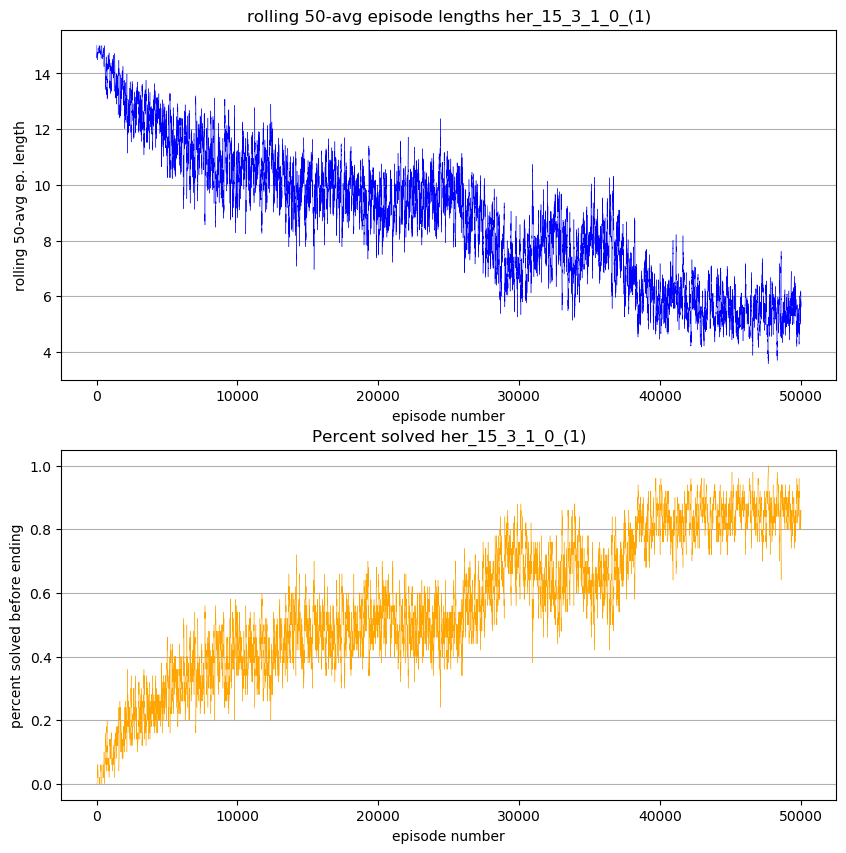 rolling 50-avg episode lengths her_15_3_1_0_(1)
rolling 50-avg ep. length
14
12
10
8
6
4
0 10000 20000 30000 40000 50000
episode number
Percent solved her_15_3_1_0_(1)
percent solved before ending
1.0
0.8
0.6
0.4
0.2
0.0
0 10000 20000 30000 40000 50000
episode number